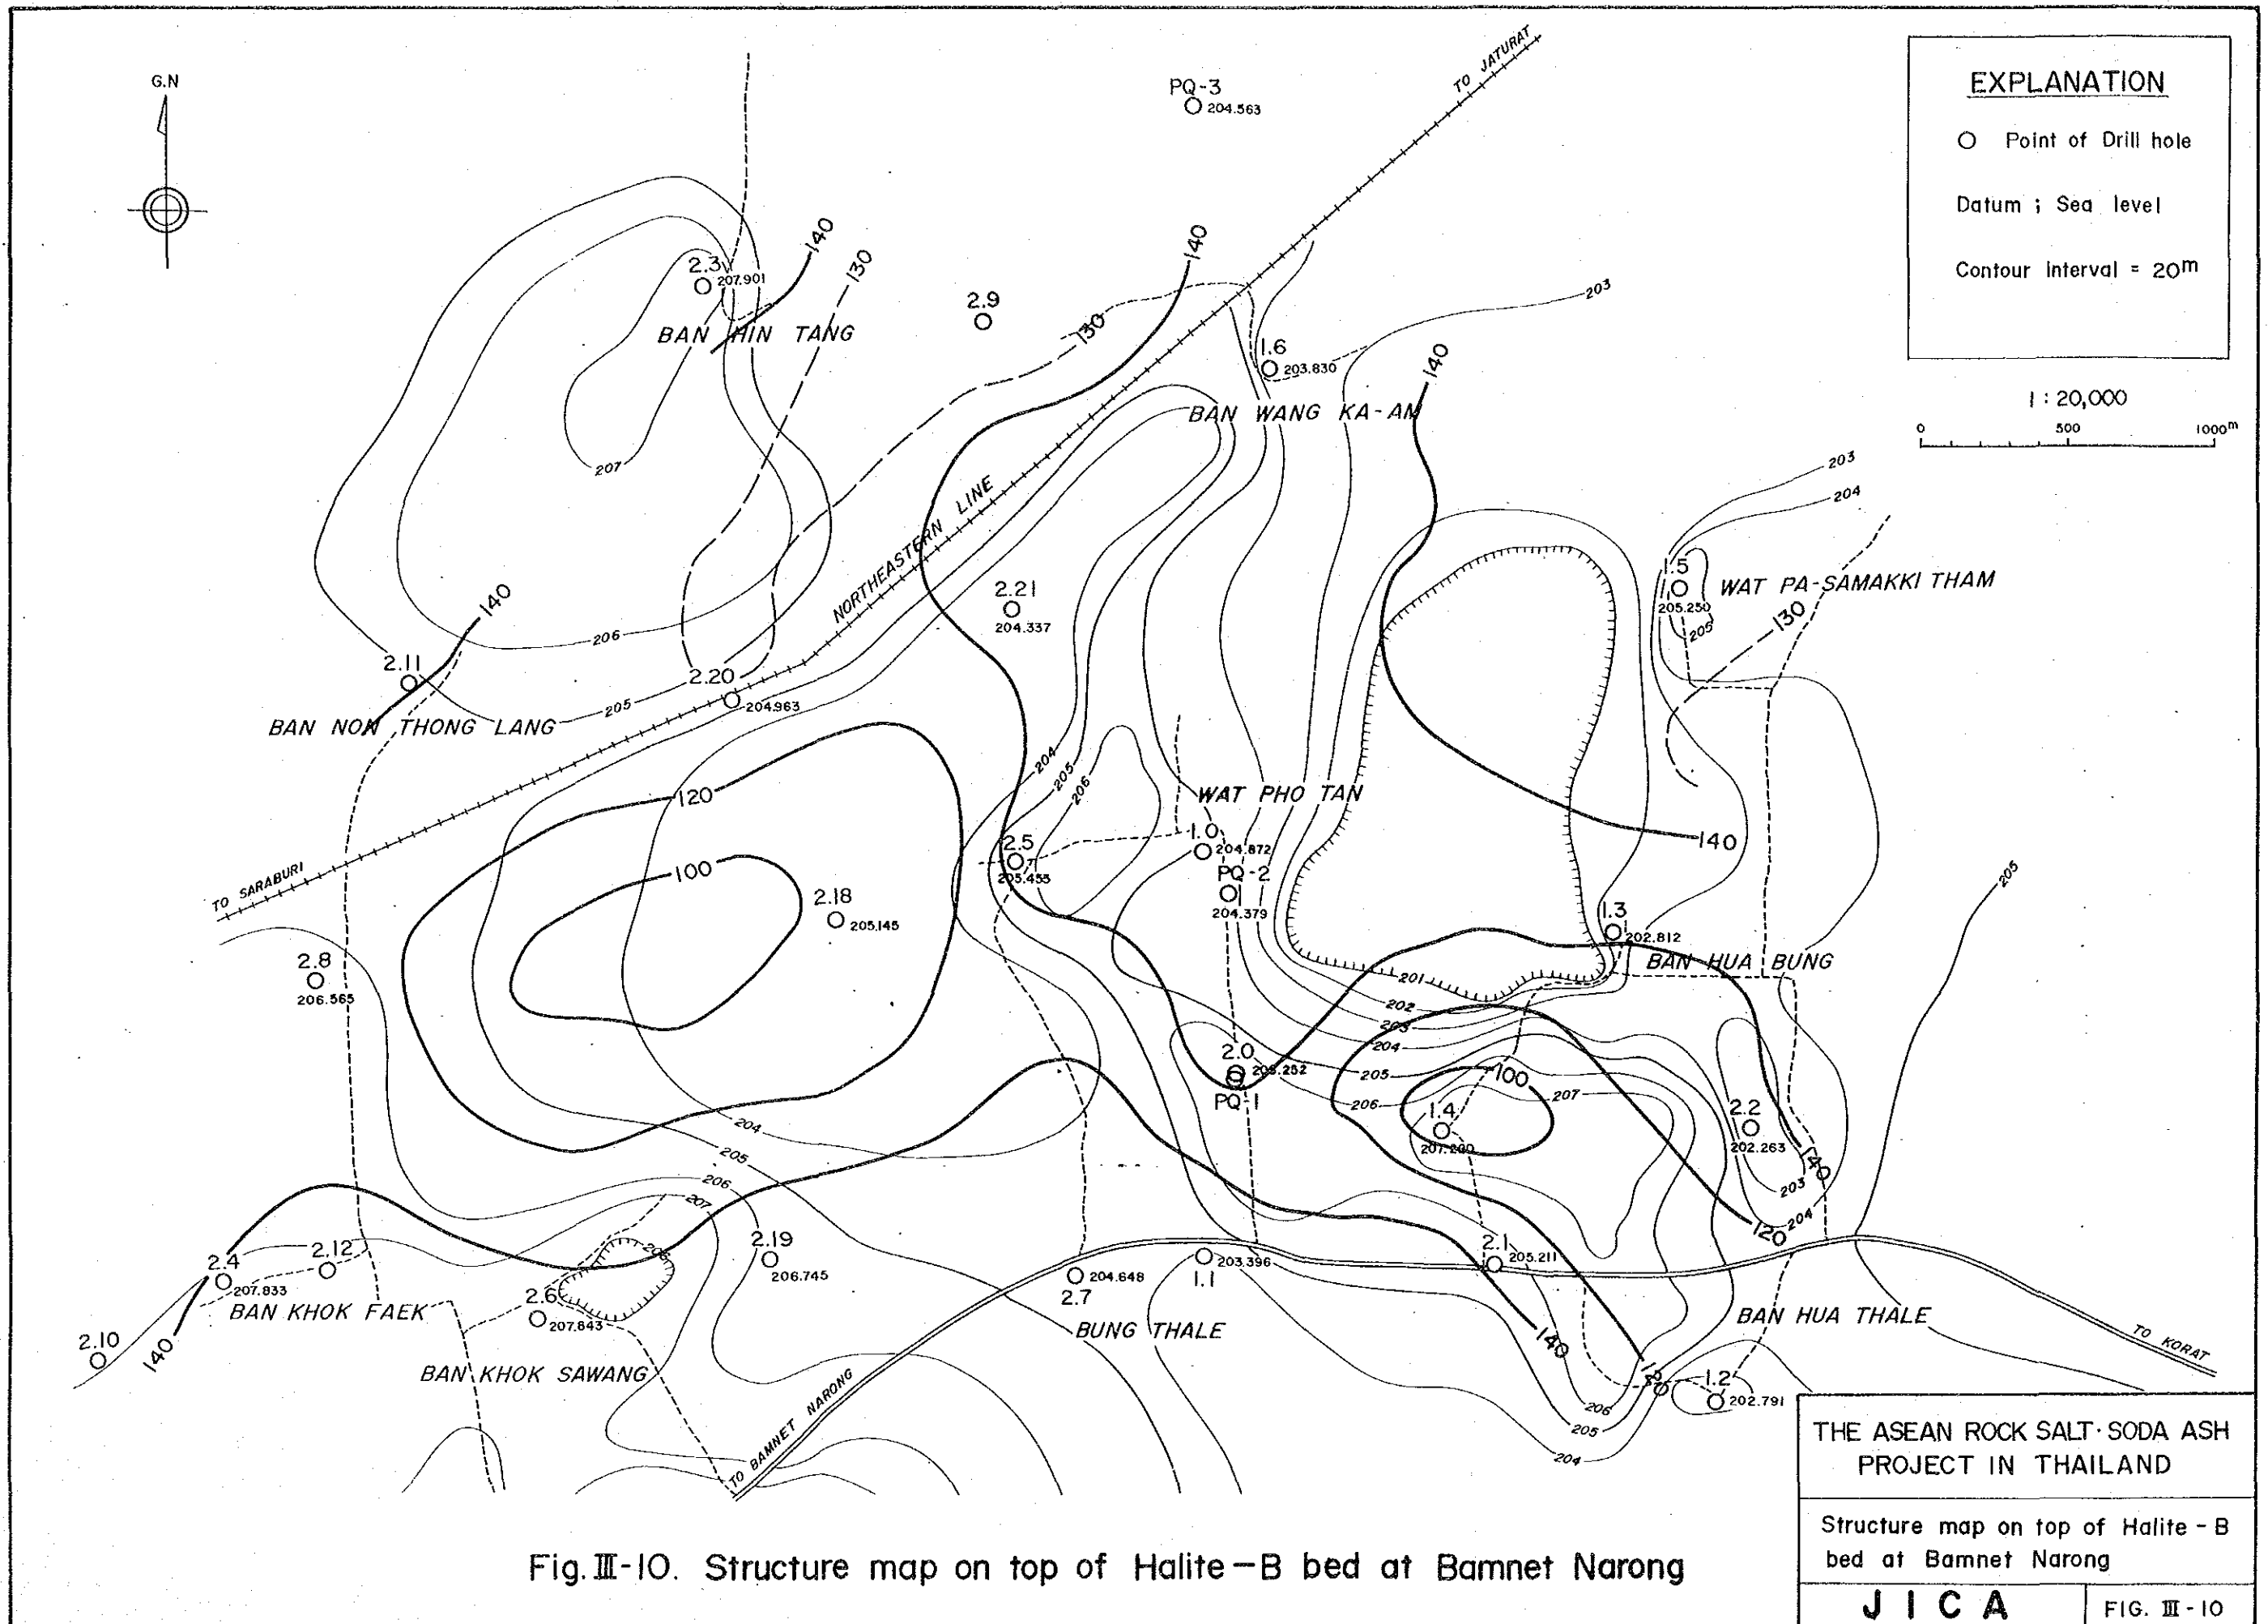 G.N
PQ-3
204.563
TO JATURAT
EXPLANATION
Point of Drill hole
Datum ; Sea level
Contour Interval = 20m
1 : 20,000
0 500 1000m
140
130
140
2.3
207.901
BAN HIN TANG
2.9
130
203
1.6
203.830
BAN WANG KA-AM
140
207
203
204
NORTHEASTERN LINE
1.5
205.250
205
WAT PA-SAMAKKI THAM
130
140
206
2.21
204.337
2.11
2.20
204.963
205
BAN NON THONG LANG
204
205
206
120
WAT PHO TAN
1.0
204.872
140
2.5
205.455
PQ-2
204.379
100
TO SARABURI
2.18
205.145
205
1.3
202.812
BAN HUA BUNG
2.8
206.565
201
202
203
204
205
206
2.0
205.252
PQ-1
100
207
1.4
207.200
2.2
202.263
140
203
204
120
204
205
206
207
206
2.4
207.833
2.12
2.19
206.745
2.7
204.648
1.1
203.396
2.1
205.211
BAN KHOK FAEK
2.6
207.843
BUNG THALE
BAN HUA THALE
TO KORAT
2.10
140
140
BAN KHOK SAWANG
1.2
202.791
206
205
204
TO BAMNET NARONG
THE ASEAN ROCK SALT·SODA ASH
PROJECT IN THAILAND
Structure map on top of Halite-B
bed at Bamnet Narong
JICA
FIG. III-10
Fig. III-10. Structure map on top of Halite-B bed at Bamnet Narong